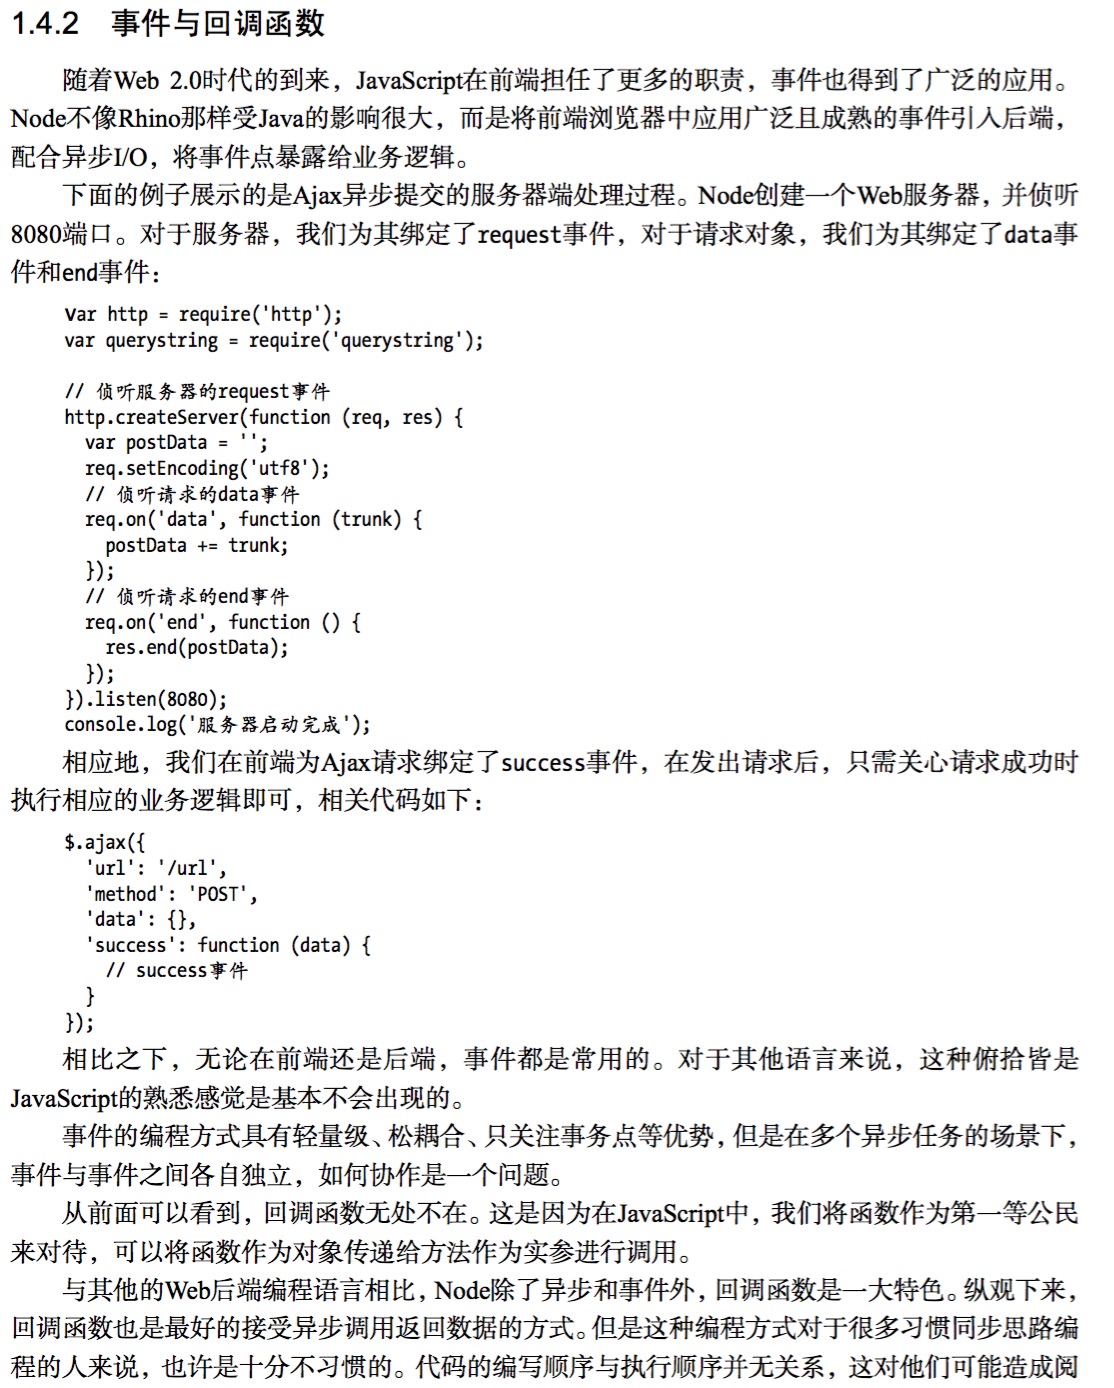 1.4.2 事件与回调函数
随着Web 2.0时代的到来，JavaScript在前端担任了更多的职责，事件也得到了广泛的应用。
Node不像Rhino那样受Java的影响很大，而是将前端浏览器中应用广泛且成熟的事件引入后端，
配合异步I/O，将事件点暴露给业务逻辑。
下面的例子展示的是Ajax异步提交的服务器端处理过程。Node创建一个Web服务器，并侦听
8080端口。对于服务器，我们为其绑定了request事件，对于请求对象，我们为其绑定了data事
件和end事件：
var http = require('http');
var querystring = require('querystring');
// 侦听服务器的request事件
http.createServer(function (req, res) {
  var postData = '';
  req.setEncoding('utf8');
  // 侦听请求的data事件
  req.on('data', function (trunk) {
    postData += trunk;
  });
  // 侦听请求的end事件
  req.on('end', function () {
    res.end(postData);
  });
}).listen(8080);
console.log('服务器启动完成');
相应地，我们在前端为Ajax请求绑定了success事件，在发出请求后，只需关心请求成功时
执行相应的业务逻辑即可，相关代码如下：
$.ajax({
  'url': '/url',
  'method': 'POST',
  'data': {},
  'success': function (data) {
    // success事件
  }
});
相比之下，无论在前端还是后端，事件都是常用的。对于其他语言来说，这种俯拾皆是
JavaScript的熟悉感觉是基本不会出现的。
事件的编程方式具有轻量级、松耦合、只关注事务点等优势，但是在多个异步任务的场景下，
事件与事件之间各自独立，如何协作是一个问题。
从前面可以看到，回调函数无处不在。这是因为在JavaScript中，我们将函数作为第一等公民
来对待，可以将函数作为对象传递给方法作为实参进行调用。
与其他的Web后端编程语言相比，Node除了异步和事件外，回调函数是一大特色。纵观下来，
回调函数也是最好的接受异步调用返回数据的方式。但是这种编程方式对于很多习惯同步思路编
程的人来说，也许是十分不习惯的。代码的编写顺序与执行顺序并无关系，这对他们可能造成阅